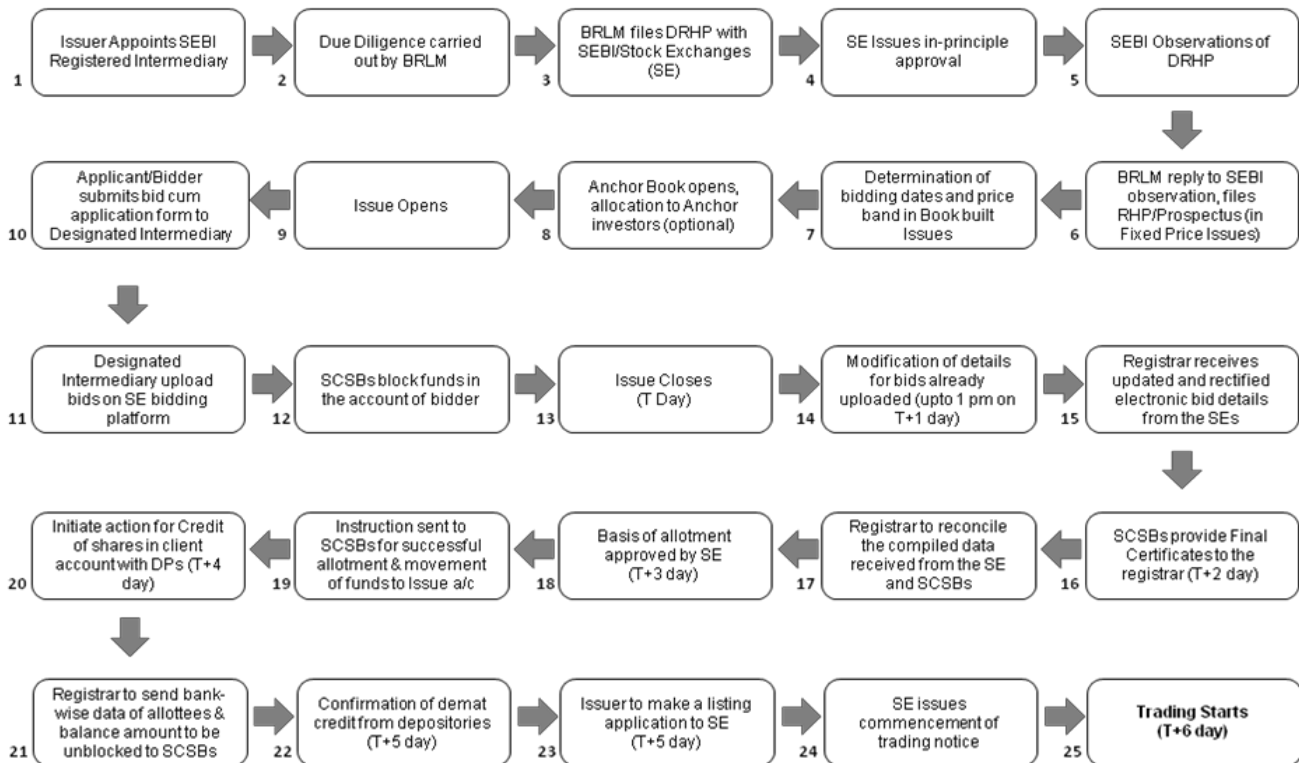 Issuer Appoints SEBI
Registered Intermediary
1
Due Diligence carried
out by BRLM
2
BRLM files DRHP with
SEBI/Stock Exchanges
(SE)
3
SE Issues in-principle
approval
4
SEBI Observations of
DRHP
5
BRLM reply to SEBI
observation, files
RHP/Prospectus (in
Fixed Price Issues)
6
Determination of
bidding dates and price
band in Book built
Issues
7
Anchor Book opens,
allocation to Anchor
investors (optional)
8
Issue Opens
9
Applicant/Bidder
submits bid cum
application form to
Designated Intermediary
10
Designated
Intermediary upload
bids on SE bidding
platform
11
SCSBs block funds in
the account of bidder
12
Issue Closes
(T Day)
13
Modification of details
for bids already
uploaded (upto 1 pm on
T+1 day)
14
Registrar receives
updated and rectified
electronic bid details
from the SEs
15
SCSBs provide Final
Certificates to the
registrar (T+2 day)
16
Registrar to reconcile
the compiled data
received from the SE
and SCSBs
17
Basis of allotment
approved by SE
(T+3 day)
18
Instruction sent to
SCSBs for successful
allotment & movement
of funds to Issue a/c
19
Initiate action for Credit
of shares in client
account with DPs (T+4
day)
20
Registrar to send bank-
wise data of allottees &
balance amount to be
unblocked to SCSBs
21
Confirmation of demat
credit from depositories
(T+5 day)
22
Issuer to make a listing
application to SE
(T+5 day)
23
SE issues
commencement of
trading notice
24
Trading Starts
(T+6 day)
25